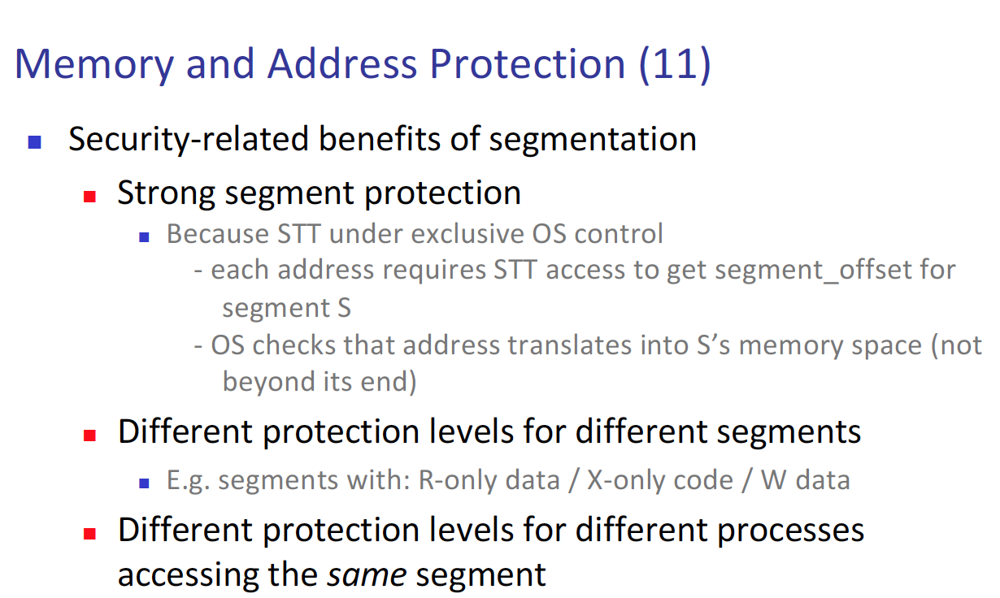 Memory and Address Protection (11)
Security-related benefits of segmentation
Strong segment protection
Because STT under exclusive OS control
- each address requires STT access to get segment_offset for
segment S
- OS checks that address translates into S’s memory space (not
beyond its end)
Different protection levels for different segments
E.g. segments with: R-only data / X-only code / W data
Different protection levels for different processes
accessing the same segment